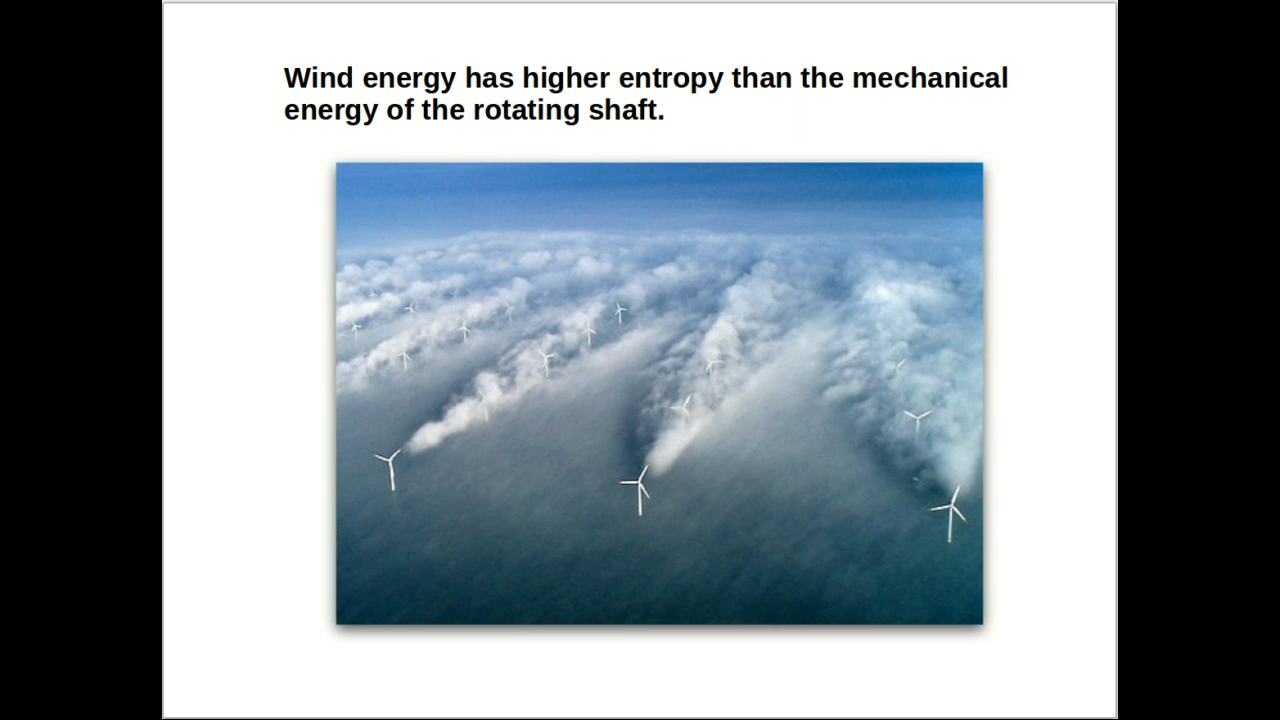 Wind energy has higher entropy than the mechanical
energy of the rotating shaft.